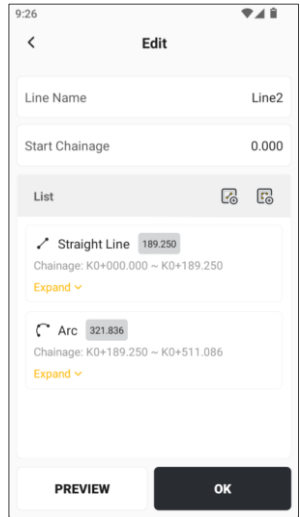 9:26
Edit
Line Name Line2
Start Chainage 0.000
List
Straight Line 189.250
Chainage: K0+000.000 ~ K0+189.250
Expand
Arc 321.836
Chainage: K0+189.250 ~ K0+511.086
Expand
PREVIEW OK